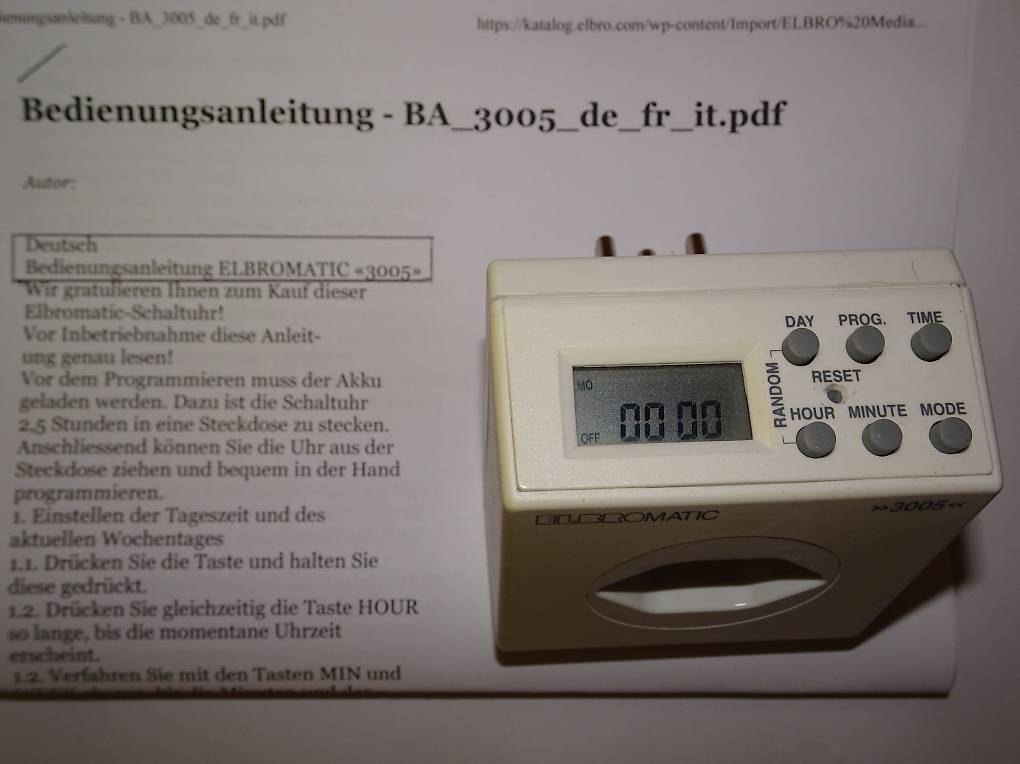 ienungsanleitung - BA_3005_de_fr_it.pdf
https://katalog.elbro.com/wp-content/Import/ELBRO%20Media...
Bedienungsanleitung - BA_3005_de_fr_it.pdf
Autor:
Deutsch
Bedienungsanleitung ELBROMATIC «3005»
Wir gratulieren Ihnen zum Kauf dieser
Elbromatic-Schaltuhr!
Vor Inbetriebnahme diese Anleit-
ung genau lesen!
Vor dem Programmieren muss der Akku
geladen werden. Dazu ist die Schaltuhr
2,5 Stunden in eine Steckdose zu stecken.
Anschliessend können Sie die Uhr aus der
Steckdose ziehen und bequem in der Hand
programmieren.
1. Einstellen der Tageszeit und des
aktuellen Wochentages
1.1. Drücken Sie die Taste und halten Sie
diese gedrückt.
1.2. Drücken Sie gleichzeitig die Taste HOUR
so lange, bis die momentane Uhrzeit
erscheint.
1.2. Verfahren Sie mit den Tasten MIN und
DAY PROG. TIME
RANDOM
RESET
HOUR MINUTE MODE
MO
OFF 00 00
ELBROMATIC
»3005«